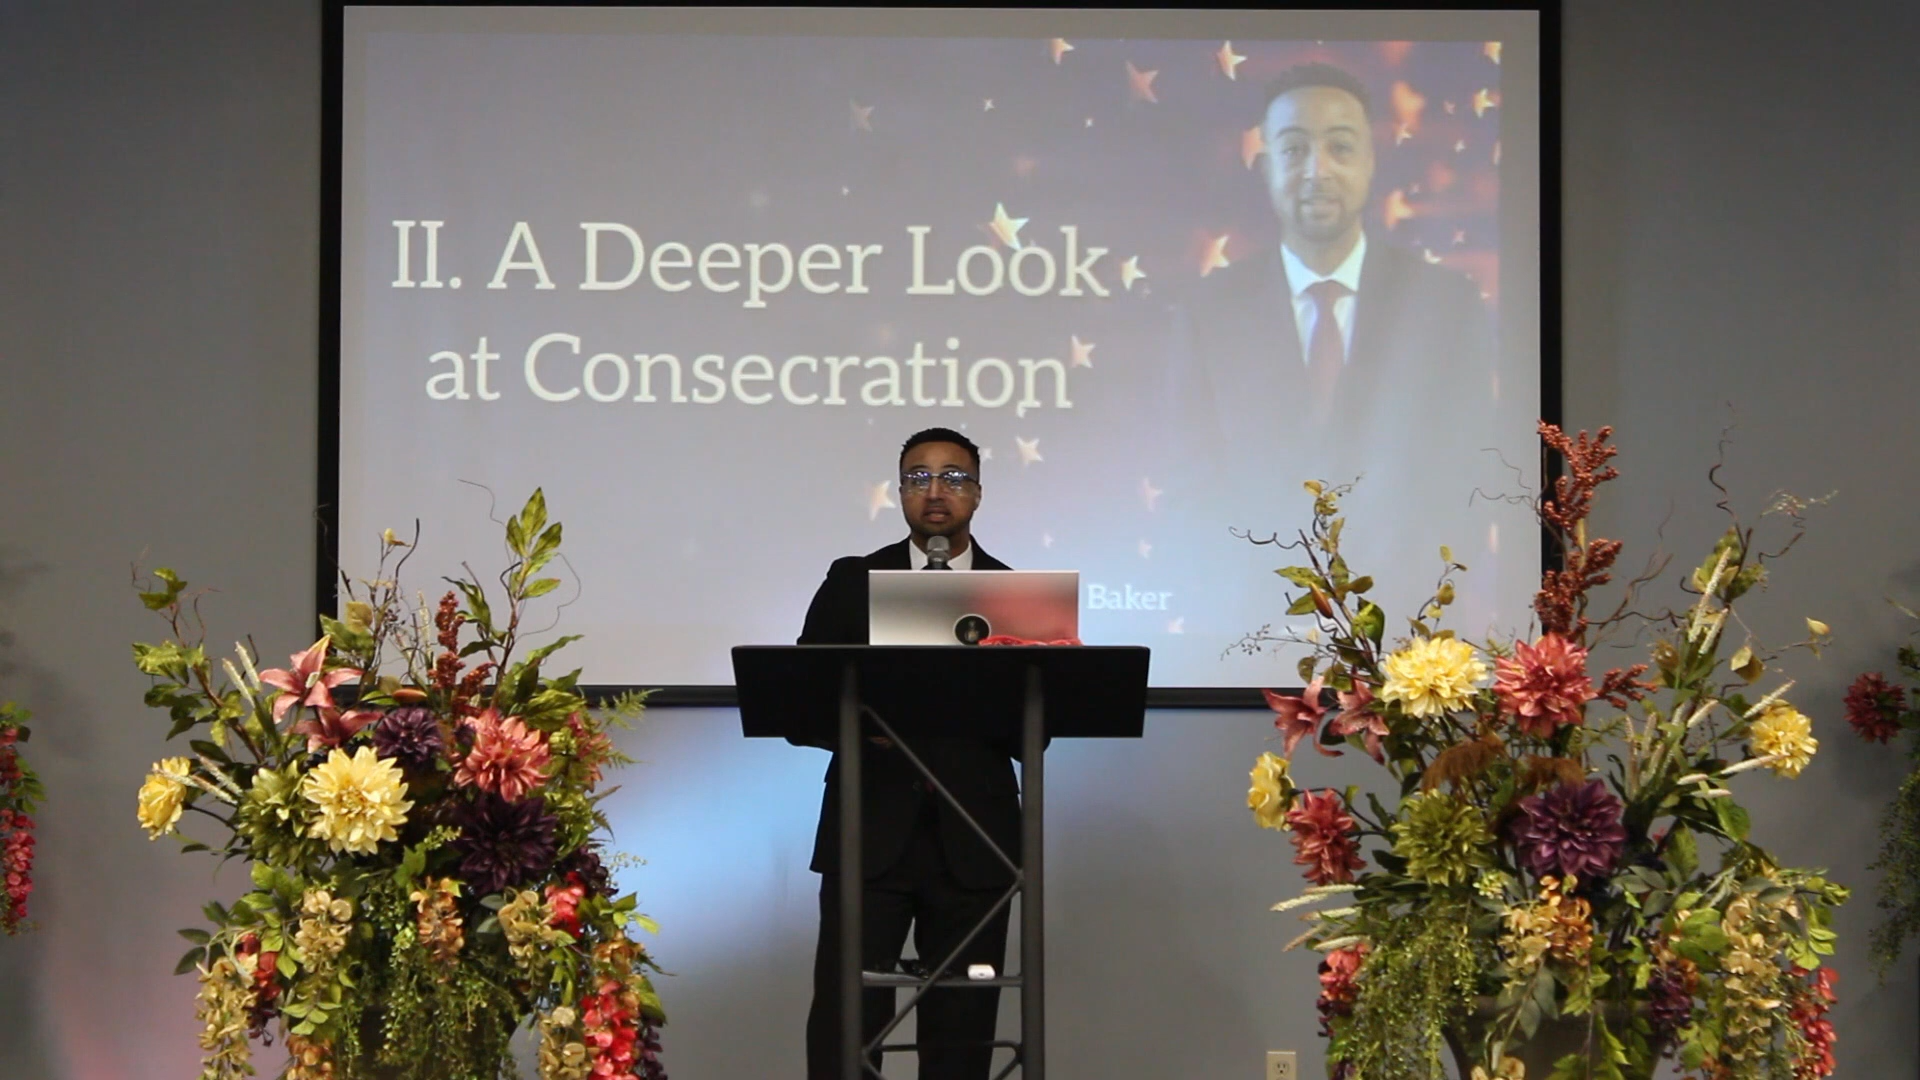 II. A Deeper Look
at Consecration
Baker